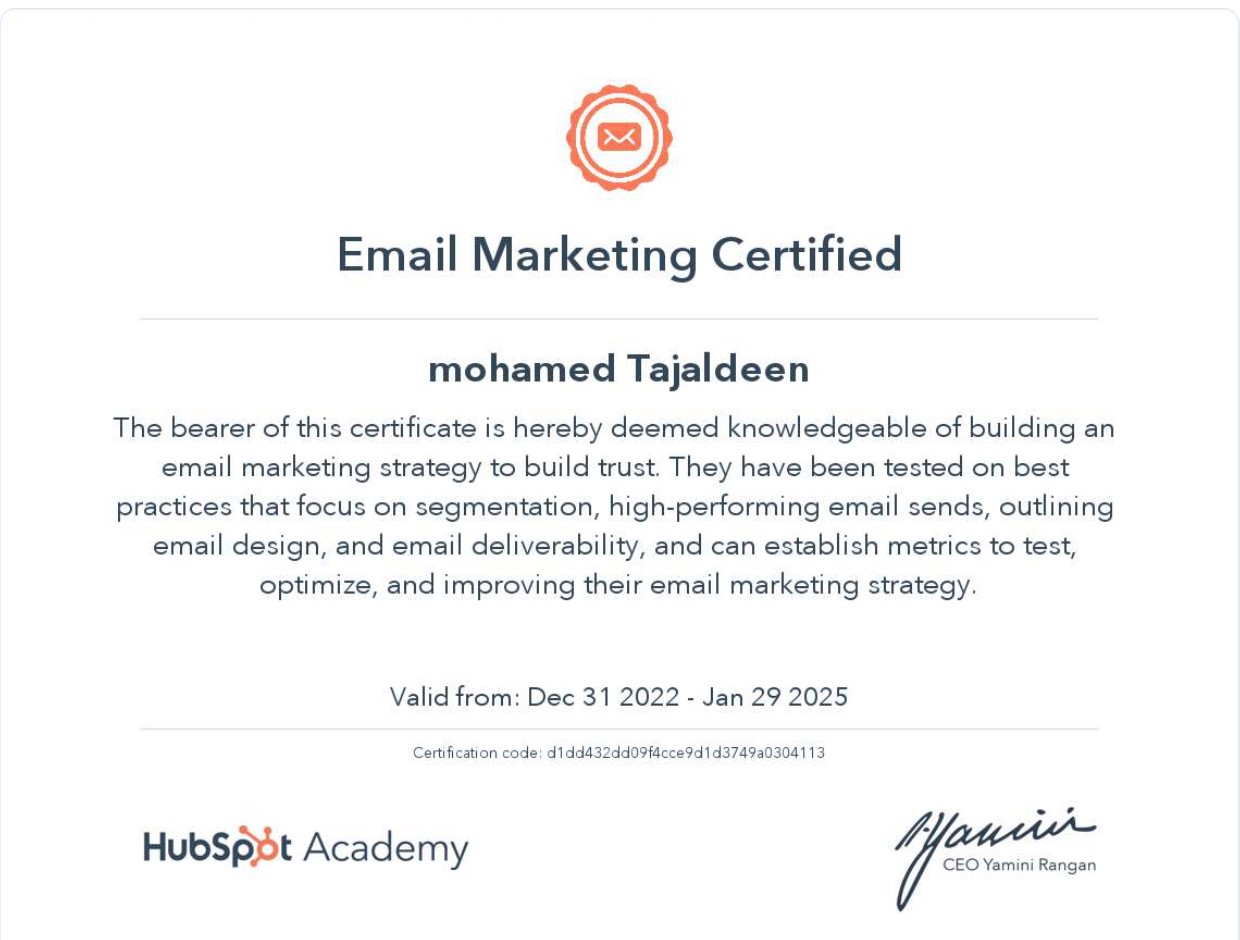 Email Marketing Certified
mohamed Tajaldeen
The bearer of this certificate is hereby deemed knowledgeable of building an
email marketing strategy to build trust. They have been tested on best
practices that focus on segmentation, high-performing email sends, outlining
email design, and email deliverability, and can establish metrics to test,
optimize, and improving their email marketing strategy.
Valid from: Dec 31 2022 - Jan 29 2025
Certification code: d1dd432dd09f4cce9d1d3749a0304113
HubSpot Academy
CEO Yamini Rangan